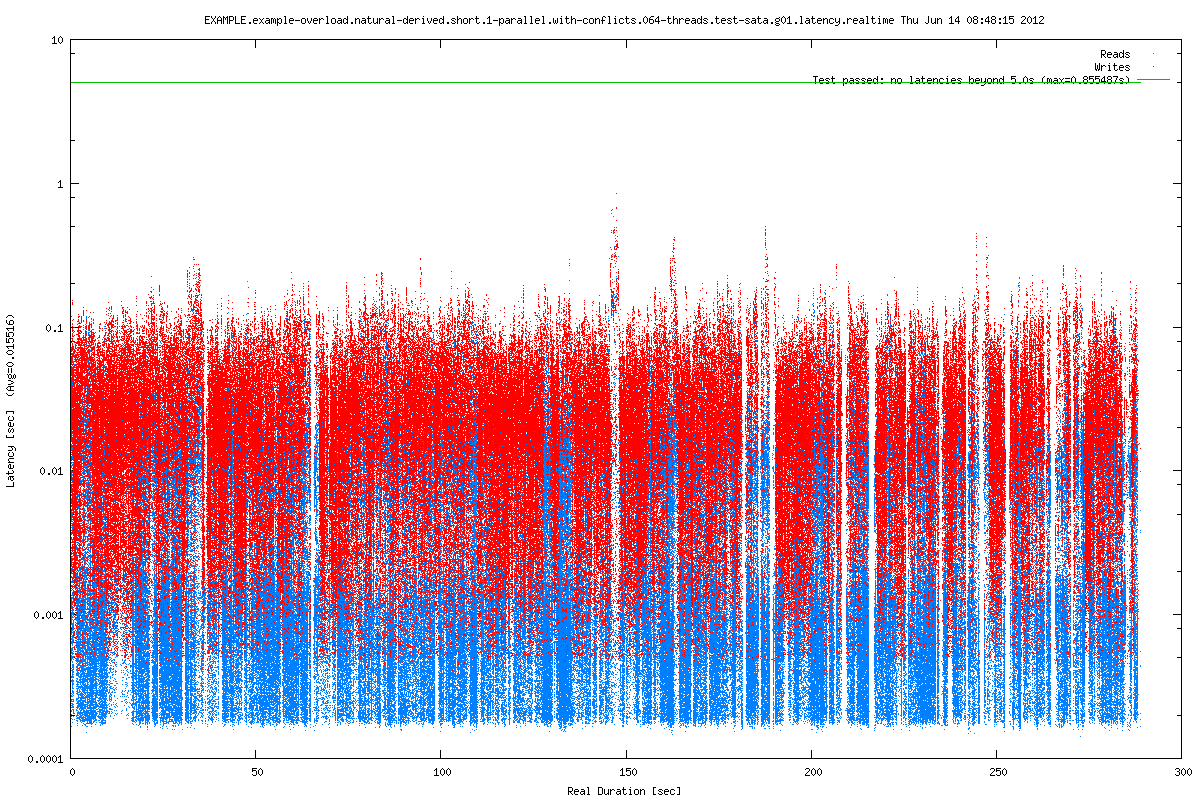 EXAMPLE.example-overload.natural-derived.short.1-parallel.with-conflicts.064-threads.test-sata.g01.latency.realtime Thu Jun 14 08:48:15 2012
10
Reads
Writes
Test passed: no latencies beyond 5.0s (max=0.855487s)
1
0.1
Latency [sec] (Avg=0.015516)
0.01
0.001
0.0001
0 50 100 150 200 250 300
Real Duration [sec]